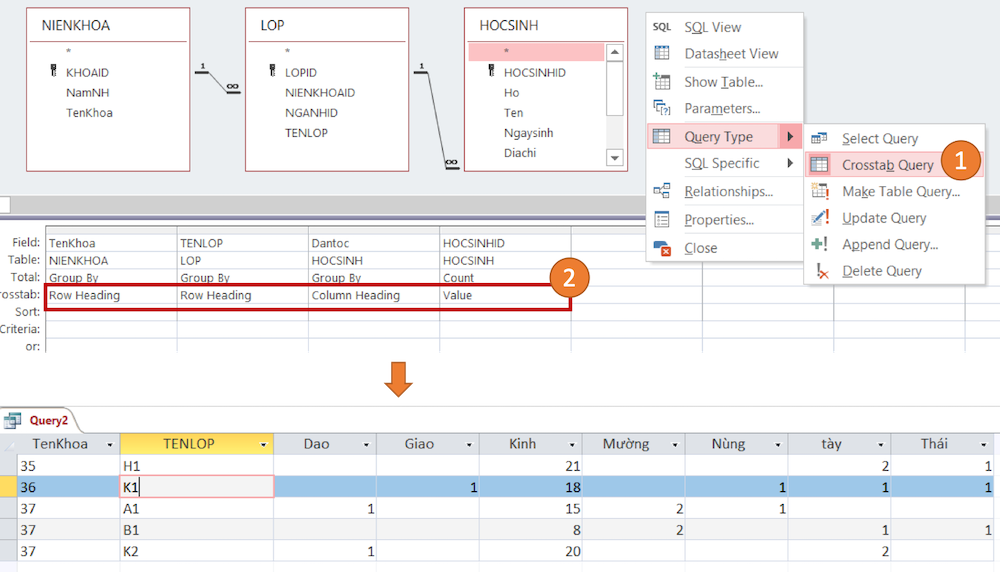 NIENKHOA
*
KHOAID
NamNH
TenKhoa
1
∞
LOP
*
LOPID
NIENKHOAID
NGANHID
TENLOP
1
∞
HOCSINH
*
HOCSINHID
Ho
Ten
Ngaysinh
Diachi
SQL SQL View
Datasheet View
Show Table...
Parameters...
Query Type
SQL Specific
Relationships...
Properties...
Close
Select Query
Crosstab Query 1
Make Table Query...
Update Query
Append Query...
Delete Query
Field: TenKhoa TENLOP Dantoc HOCSINHID
Table: NIENKHOA LOP HOCSINH HOCSINH
Total: Group By Group By Group By Count
rosstab: Row Heading Row Heading Column Heading Value 2
Sort:
Criteria:
or:
Query2
TenKhoa TENLOP Dao Giao Kinh Mường Nùng tày Thái
35 H1 21 2 1
36 K1 1 18 1 1 1
37 A1 1 15 2 1
37 B1 8 2 1 1
37 K2 1 20 2